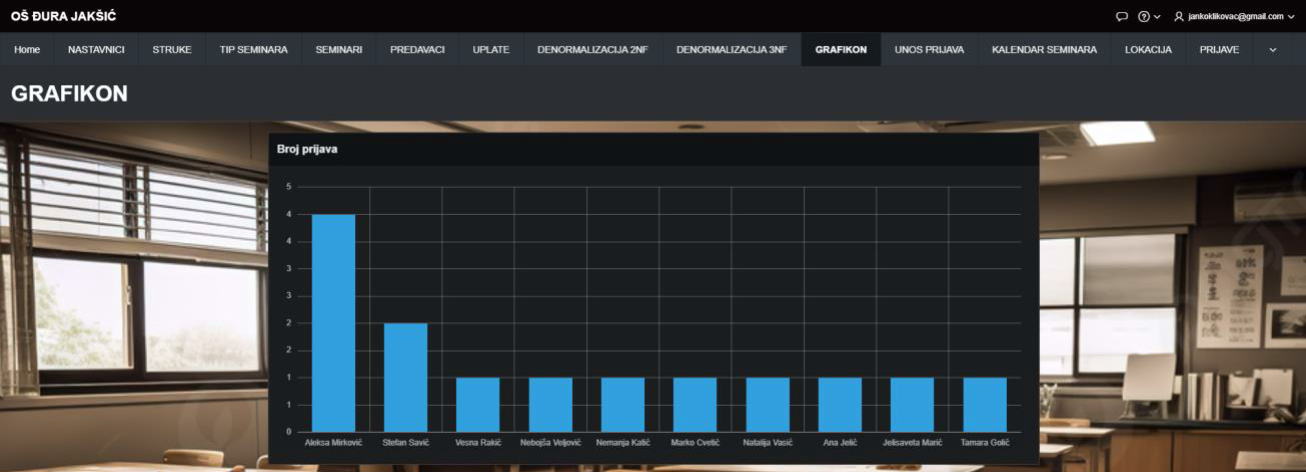 OŠ ĐURA JAKŠIĆ
jankoklikovac@gmail.com
Home NASTAVNICI STRUKE TIP SEMINARA SEMINARI PREDAVACI UPLATE DENORMALIZACIJA 2NF DENORMALIZACIJA 3NF GRAFIKON UNOS PRIJAVA KALENDAR SEMINARA LOKACIJA PRIJAVE
GRAFIKON
Broj prijava
5
4
4
3
3
2
2
1
1
0
Aleksa Mirković Stefan Savić Vesna Rakić Nebojša Veljović Nemanja Katić Marko Cvetić Natalija Vasić Ana Jelić Jelisaveta Marić Tamara Golić